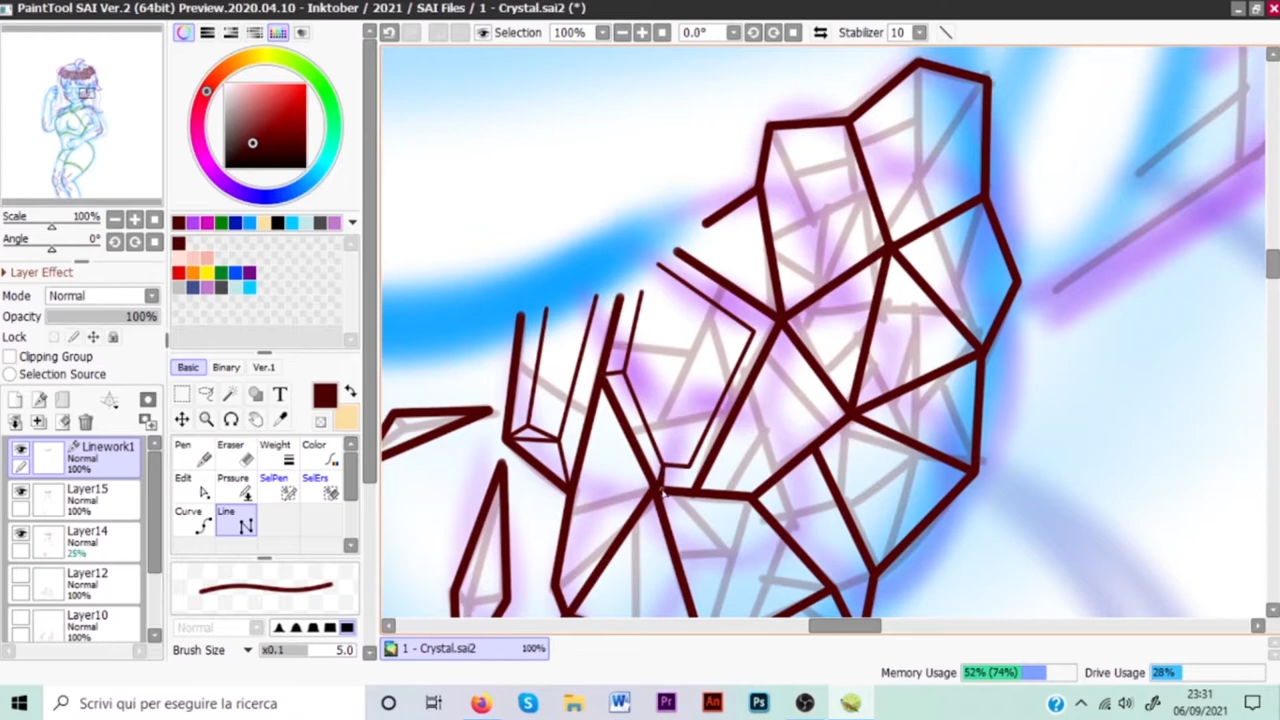 PaintTool SAI Ver.2 (64bit) Preview.2020.04.10 - Inktober / 2021 / SAI Files / 1 - Crystal.sai2 (*)
Selection 100% 0.0° Stabilizer 10
Scale 100%
Angle 0°
Layer Effect
Mode Normal
Opacity 100%
Lock
Clipping Group
Selection Source
Linework1
Normal
100%
Layer15
Normal
100%
Layer14
Normal
25%
Layer12
Normal
100%
Layer10
Normal
100%
Basic Binary Ver.1
T
Pen Eraser Weight Color
Edit Prssure SelPen SelErs
Curve Line
Normal
Brush Size x0.1 5.0
1 - Crystal.sai2 100%
Memory Usage 52% (74%) Drive Usage 28%
Scrivi qui per eseguire la ricerca
S W Pr An Ps
23:31
06/09/2021